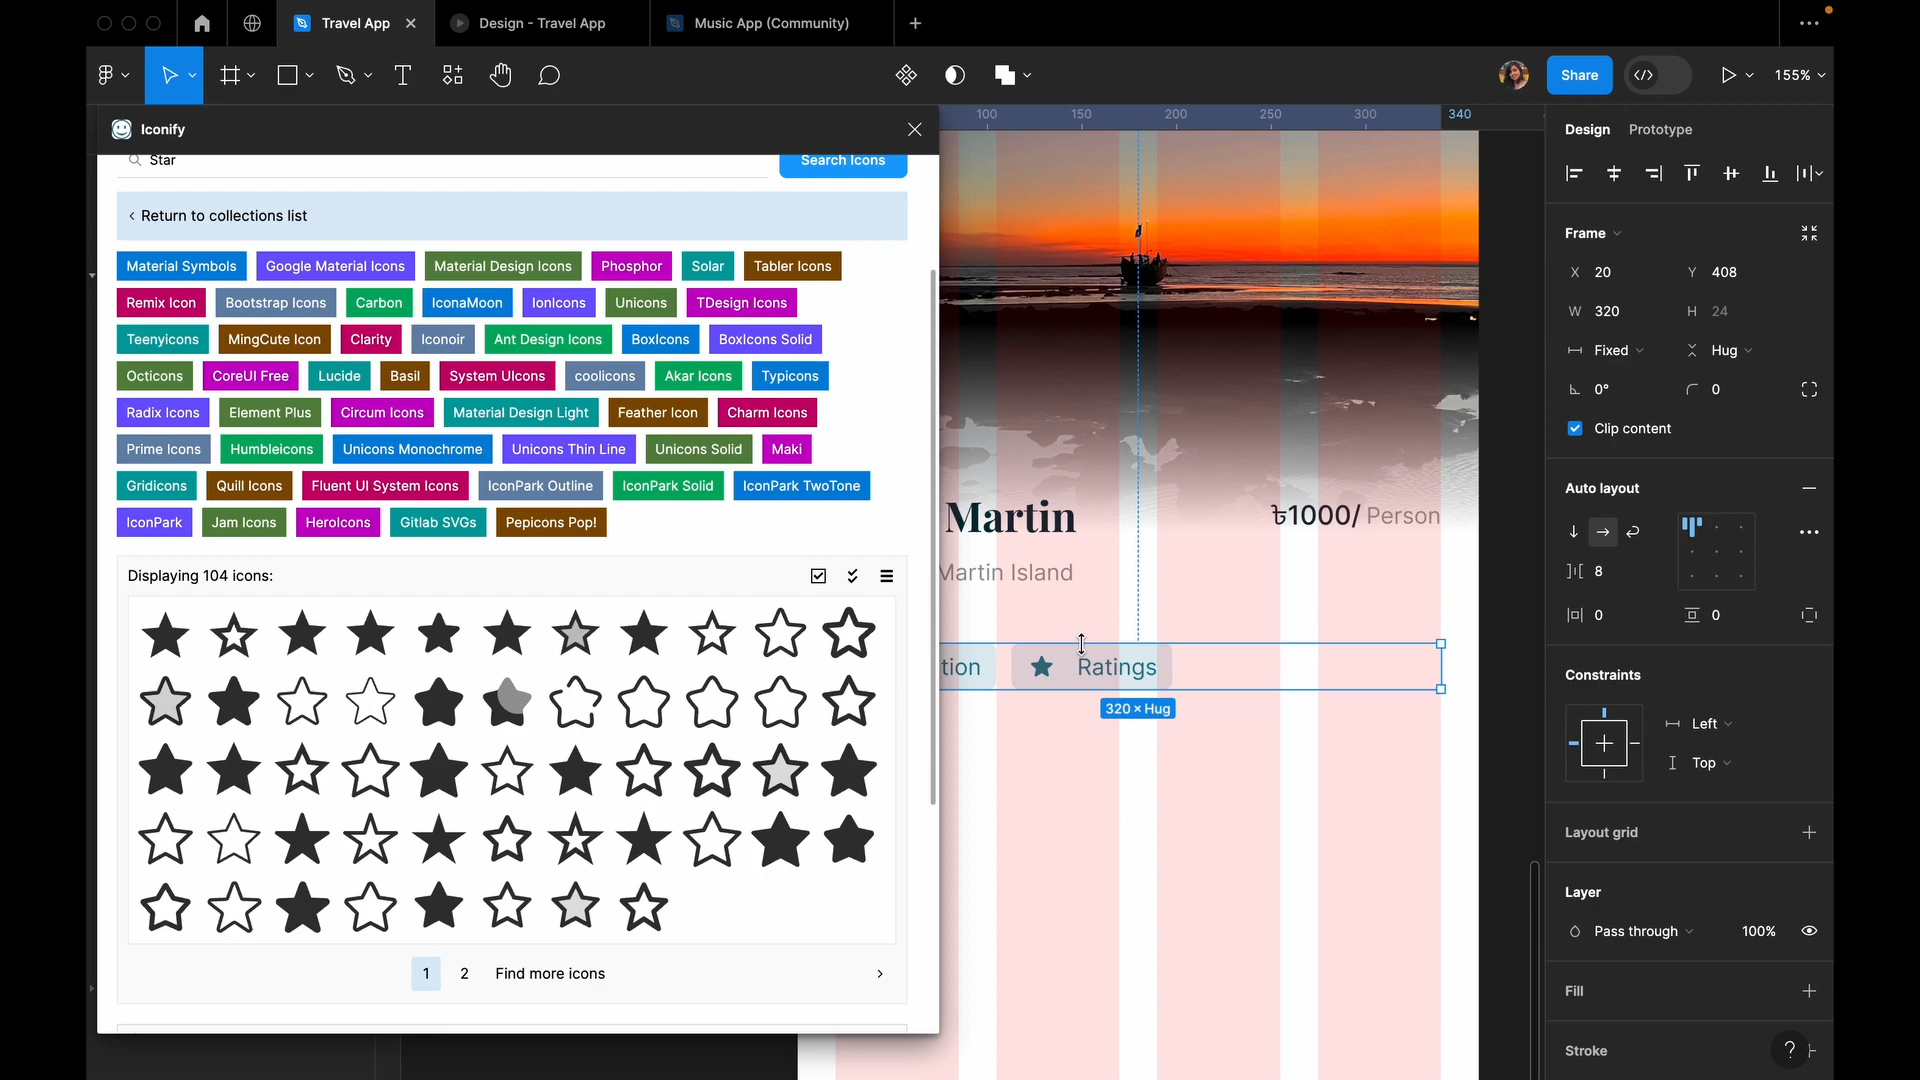 Travel App
Design - Travel App
Music App (Community)
Share
155%
Iconify
Star
Search Icons
Return to collections list
Material Symbols
Google Material Icons
Material Design Icons
Phosphor
Solar
Tabler Icons
Remix Icon
Bootstrap Icons
Carbon
IconaMoon
IonIcons
Unicons
TDesign Icons
Teenyicons
MingCute Icon
Clarity
Iconoir
Ant Design Icons
BoxIcons
BoxIcons Solid
Octicons
CoreUI Free
Lucide
Basil
System UIcons
coolicons
Akar Icons
Typicons
Radix Icons
Element Plus
Circum Icons
Material Design Light
Feather Icon
Charm Icons
Prime Icons
Humbleicons
Unicons Monochrome
Unicons Thin Line
Unicons Solid
Maki
Gridicons
Quill Icons
Fluent UI System Icons
IconPark Outline
IconPark Solid
IconPark TwoTone
IconPark
Jam Icons
HeroIcons
Gitlab SVGs
Pepicons Pop!
Displaying 104 icons:
1
2
Find more icons
100
150
200
250
300
340
Martin
৳1000/ Person
Martin Island
tion
Ratings
320 × Hug
Design
Prototype
Frame
X 20
Y 408
W 320
H 24
Fixed
Hug
0°
0
Clip content
Auto layout
8
0
0
Constraints
Left
Top
Layout grid
Layer
Pass through
100%
Fill
Stroke
?